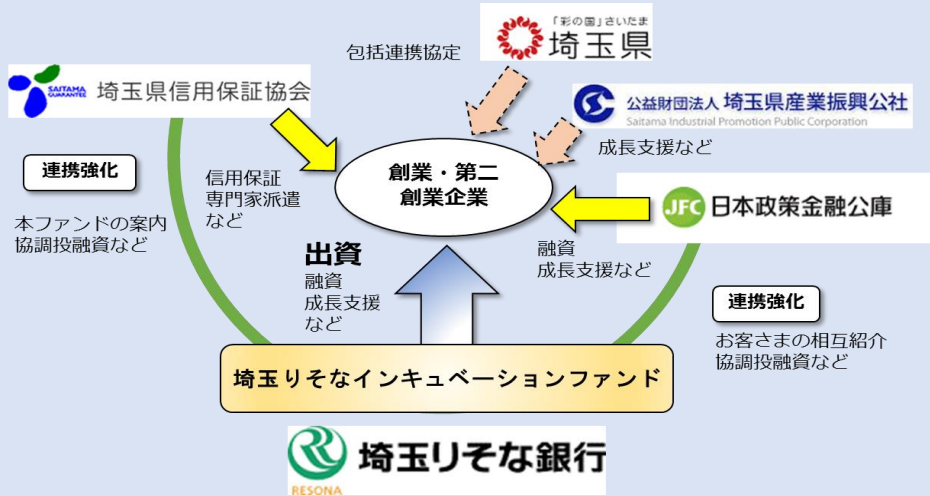 「彩の国」さいたま
埼玉県
包括連携協定
SAITAMA
GUARANTEE
埼玉県信用保証協会
公益財団法人 埼玉県産業振興公社
Saitama Industrial Promotion Public Corporation
成長支援など
連携強化
本ファンドの案内
協調投融資など
信用保証
専門家派遣
など
創業・第二
創業企業
JFC 日本政策金融公庫
融資
成長支援など
出資
融資
成長支援
など
連携強化
お客さまの相互紹介
協調投融資など
埼玉りそなインキュベーションファンド
埼玉りそな銀行
RESONA